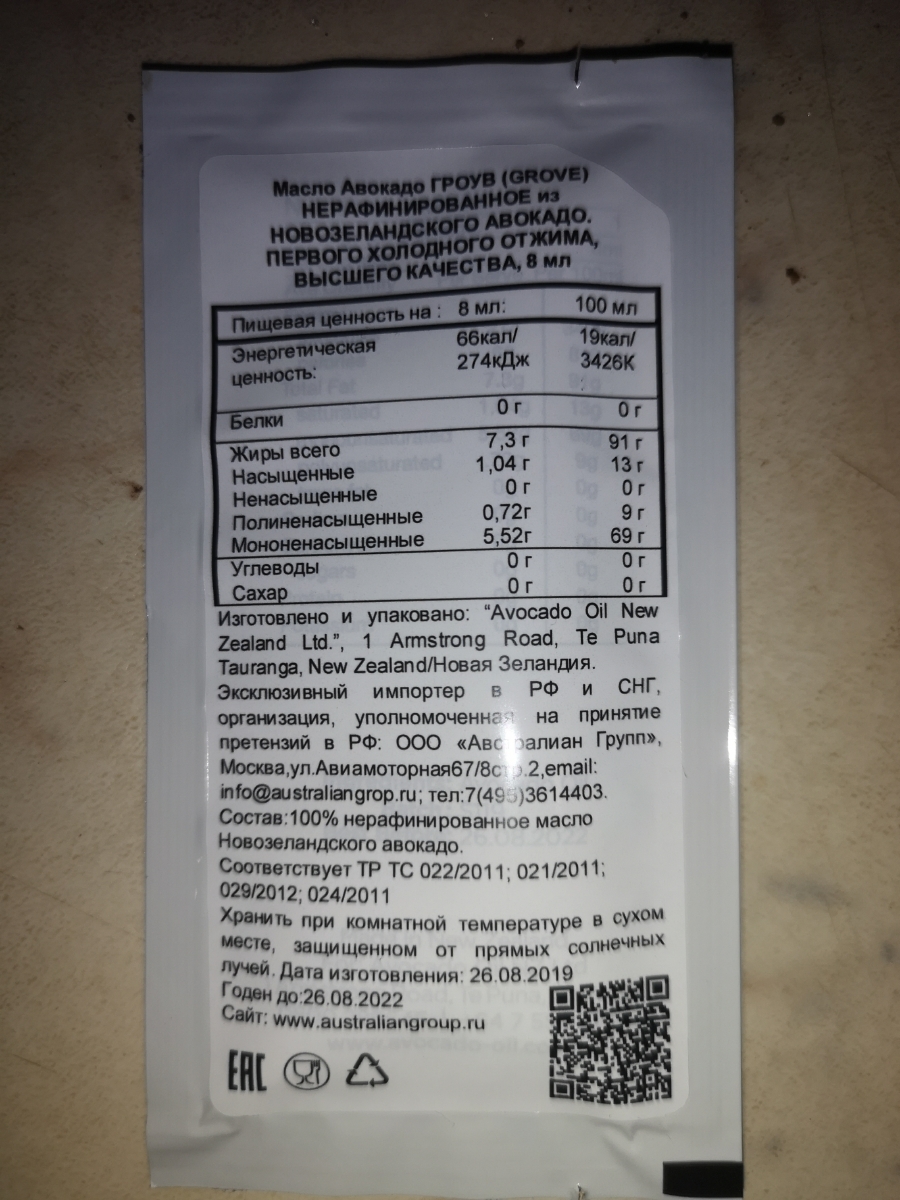 Масло Авокадо ГРОУВ (GROVE)
НЕРАФИНИРОВАННОЕ из
НОВОЗЕЛАНДСКОГО АВОКАДО.
ПЕРВОГО ХОЛОДНОГО ОТЖИМА,
ВЫСШЕГО КАЧЕСТВА, 8 мл
Пищевая ценность на : 8 мл: 100 мл
Энергетическая 66кал/ 19кал/
ценность: 274кДж 3426К
Белки 0 г 0 г
Жиры всего 7,3 г 91 г
Насыщенные 1,04 г 13 г
Ненасыщенные 0 г 0 г
Полиненасыщенные 0,72г 9 г
Мононенасыщенные 5,52г 69 г
Углеводы 0 г 0 г
Сахар 0 г 0 г
Изготовлено и упаковано: “Avocado Oil New
Zealand Ltd.”, 1 Armstrong Road, Te Puna
Tauranga, New Zealand/Новая Зеландия.
Эксклюзивный импортер в РФ и СНГ,
организация, уполномоченная на принятие
претензий в РФ: ООО «Австралиан Групп»,
Москва,ул.Авиамоторная67/8стр.2,email:
info@australiangrop.ru; тел:7(495)3614403.
Состав:100% нерафинированное масло
Новозеландского авокадо.
Соответствует ТР ТС 022/2011; 021/2011;
029/2012; 024/2011
Хранить при комнатной температуре в сухом
месте, защищенном от прямых солнечных
лучей. Дата изготовления: 26.08.2019
Годен до:26.08.2022
Сайт: www.australiangroup.ru
EAC